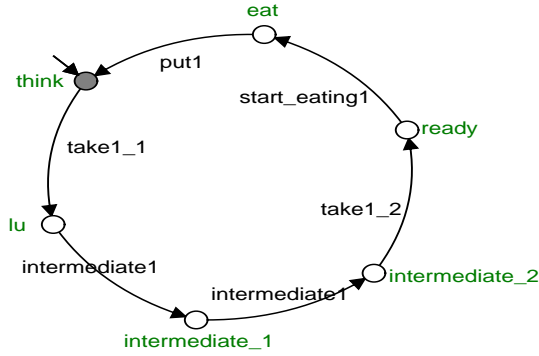 eat
put1
think
start_eating1
ready
take1_1
take1_2
lu
intermediate1
intermediate_2
intermediate1
intermediate_1